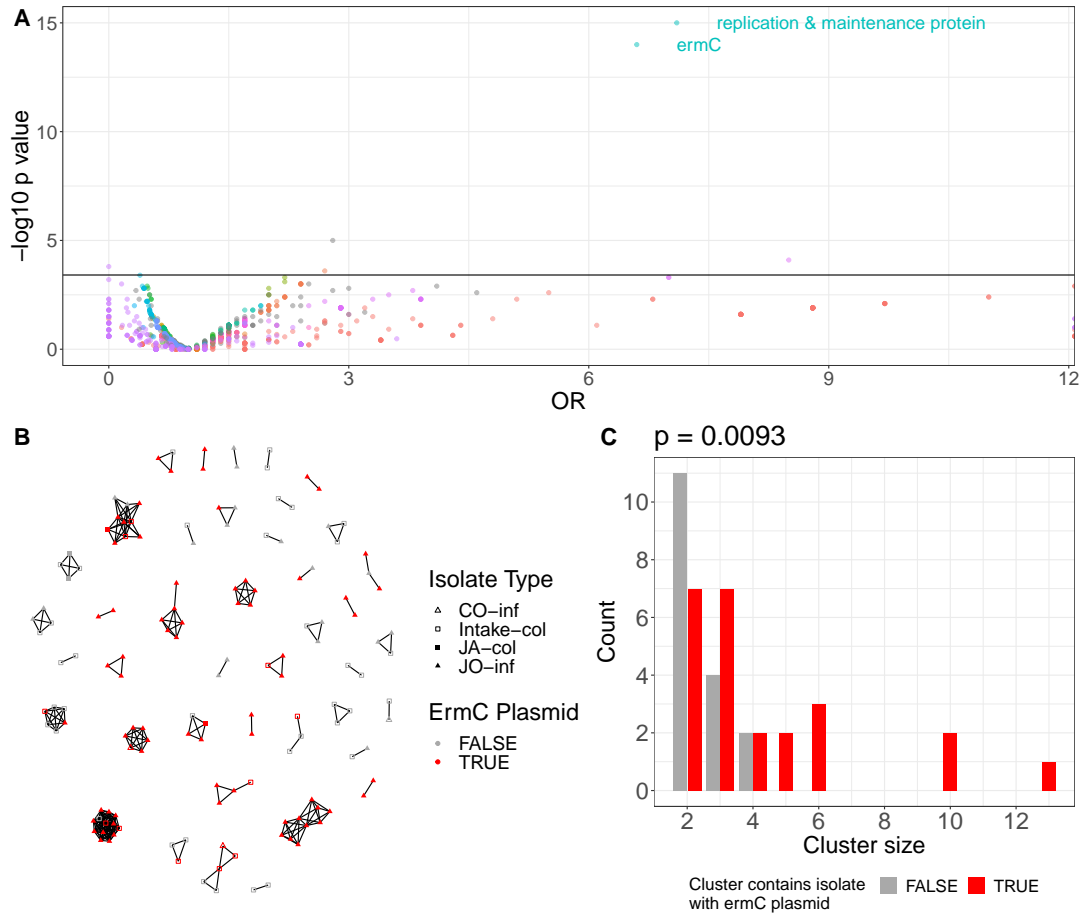 A
15
10
5
0
−log10 p value
replication & maintenance protein
ermC
0 3 6 9 12
OR
B
Isolate Type
CO−inf
Intake−col
JA−col
JO−inf
ErmC Plasmid
FALSE
TRUE
C p = 0.0093
10
8
6
4
2
0
Count
2 4 6 8 10 12
Cluster size
Cluster contains isolate
with ermC plasmid
FALSE TRUE